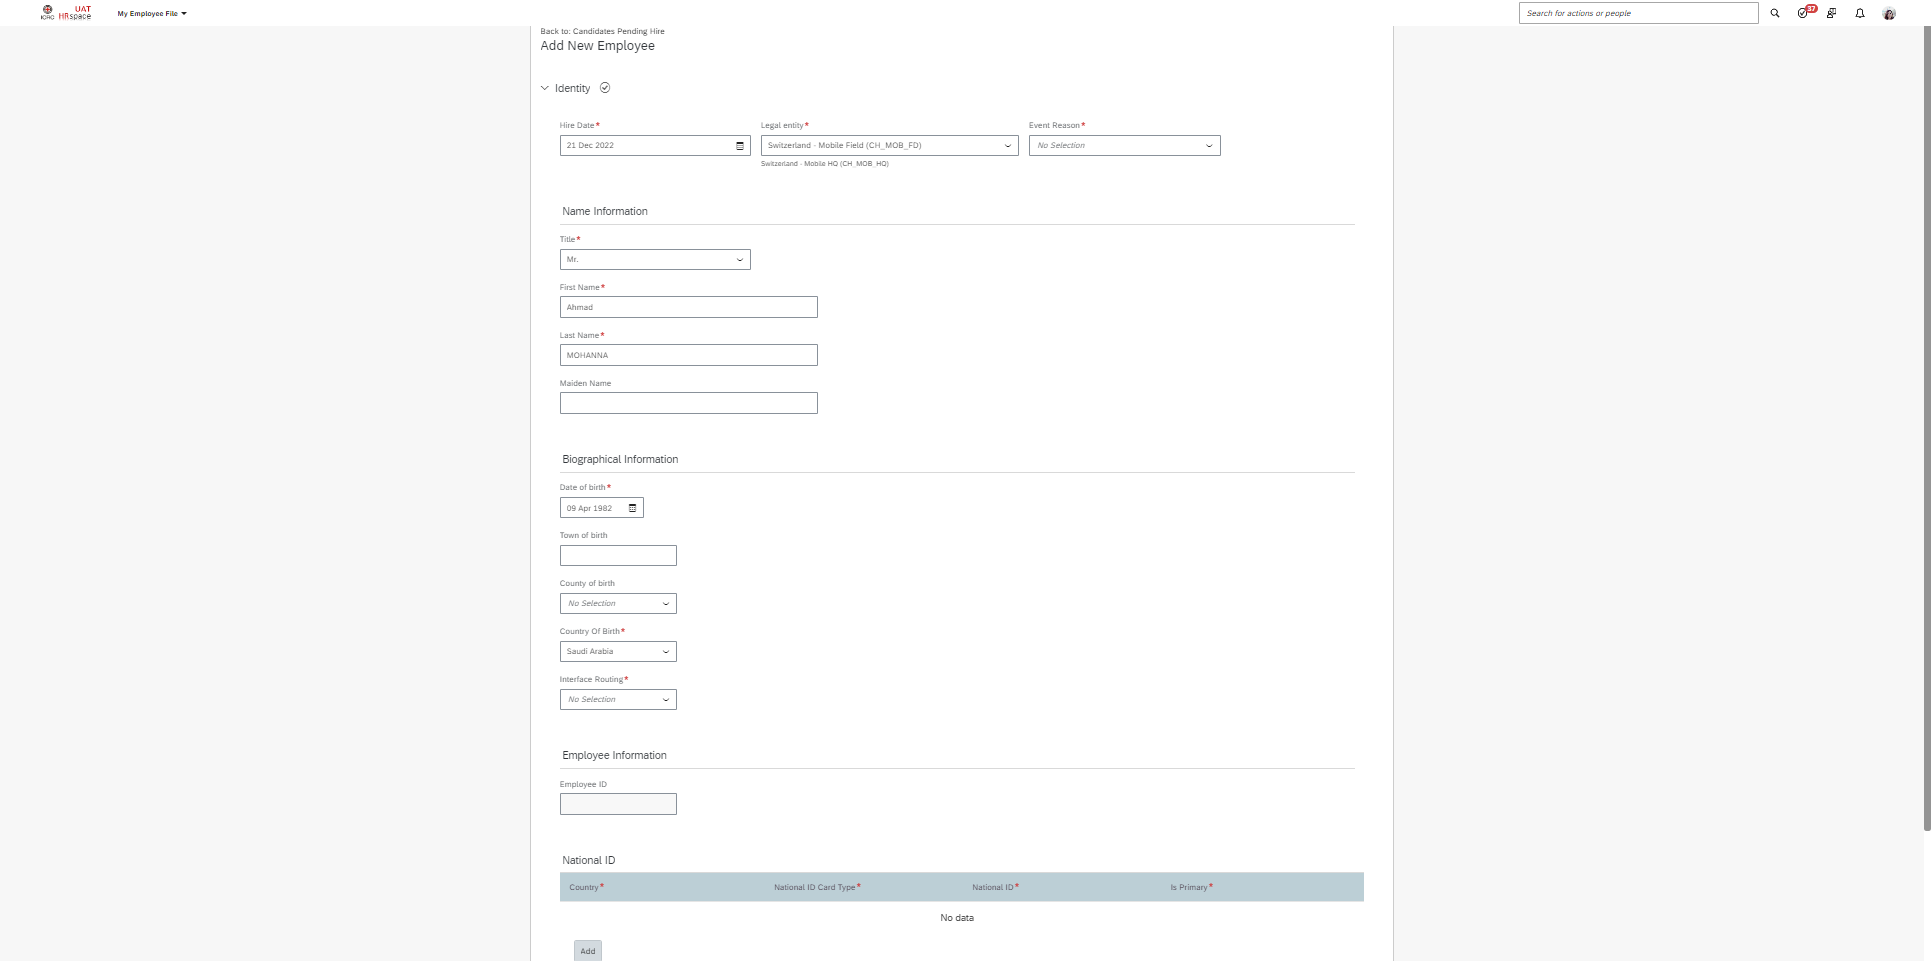 ICRC
UAT
HRspace
My Employee File
Search for actions or people
37
Back to: Candidates Pending Hire
Add New Employee
Identity
Hire Date*
Legal entity*
Event Reason*
21 Dec 2022
Switzerland - Mobile Field (CH_MOB_FD)
No Selection
Switzerland - Mobile HQ (CH_MOB_HQ)
Name Information
Title*
Mr.
First Name*
Ahmad
Last Name*
MOHANNA
Maiden Name
Biographical Information
Date of birth*
09 Apr 1982
Town of birth
County of birth
No Selection
Country Of Birth*
Saudi Arabia
Interface Routing*
No Selection
Employee Information
Employee ID
National ID
Country* National ID Card Type* National ID* Is Primary*
No data
Add